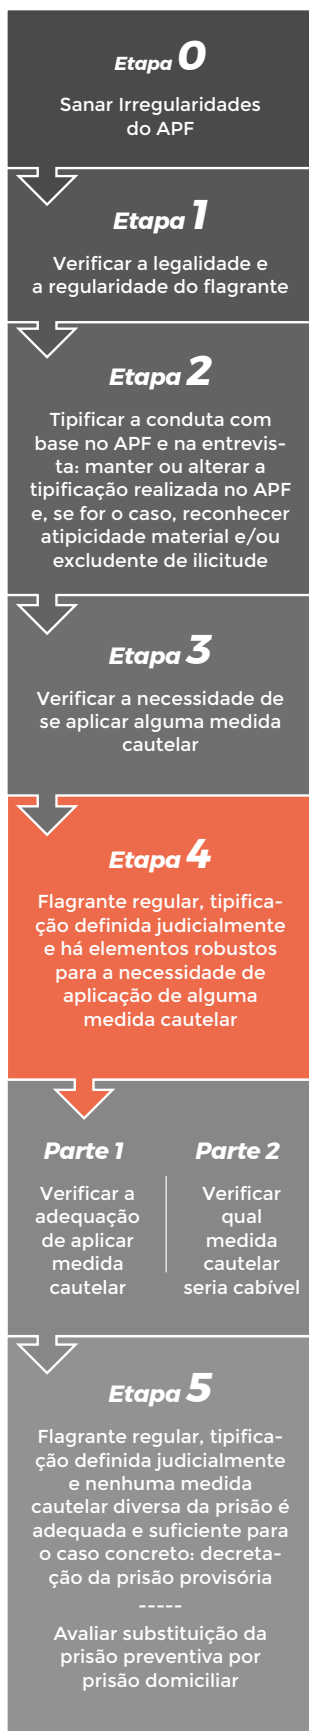 Etapa 0
Sanar Irregularidades
do APF
Etapa 1
Verificar a legalidade e
a regularidade do flagrante
Etapa 2
Tipificar a conduta com
base no APF e na entrevis-
ta: manter ou alterar a
tipificação realizada no APF
e, se for o caso, reconhecer
atipicidade material e/ou
excludente de ilicitude
Etapa 3
Verificar a necessidade de
se aplicar alguma medida
cautelar
Etapa 4
Flagrante regular, tipifica-
ção definida judicialmente
e há elementos robustos
para a necessidade de
aplicação de alguma
medida cautelar
Parte 1
Verificar a
adequação
de aplicar
medida
cautelar
Parte 2
Verificar
qual
medida
cautelar
seria cabível
Etapa 5
Flagrante regular, tipifica-
ção definida judicialmente
e nenhuma medida
cautelar diversa da prisão é
adequada e suficiente para
o caso concreto: decreta-
ção da prisão provisória
-----
Avaliar substituição da
prisão preventiva por
prisão domiciliar